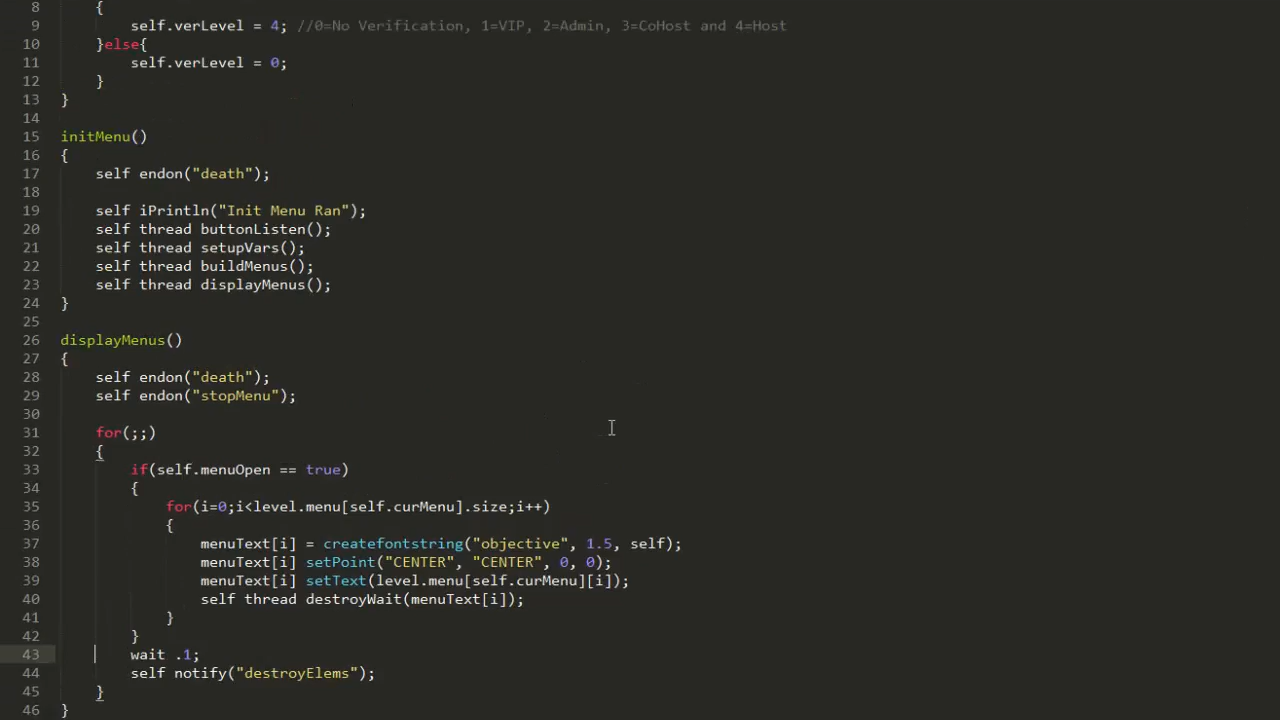 8 {
9 self.verLevel = 4; //0=No Verification, 1=VIP, 2=Admin, 3=CoHost and 4=Host
10 }else{
11 self.verLevel = 0;
12 }
13 }
14
15 initMenu()
16 {
17 self endon("death");
18
19 self iPrintln("Init Menu Ran");
20 self thread buttonListen();
21 self thread setupVars();
22 self thread buildMenus();
23 self thread displayMenus();
24 }
25
26 displayMenus()
27 {
28 self endon("death");
29 self endon("stopMenu");
30
31 for(;;)
32 {
33 if(self.menuOpen == true)
34 {
35 for(i=0;i<level.menu[self.curMenu].size;i++)
36 {
37 menuText[i] = createfontstring("objective", 1.5, self);
38 menuText[i] setPoint("CENTER", "CENTER", 0, 0);
39 menuText[i] setText(level.menu[self.curMenu][i]);
40 self thread destroyWait(menuText[i]);
41 }
42 }
43 wait .1;
44 self notify("destroyElems");
45 }
46 }